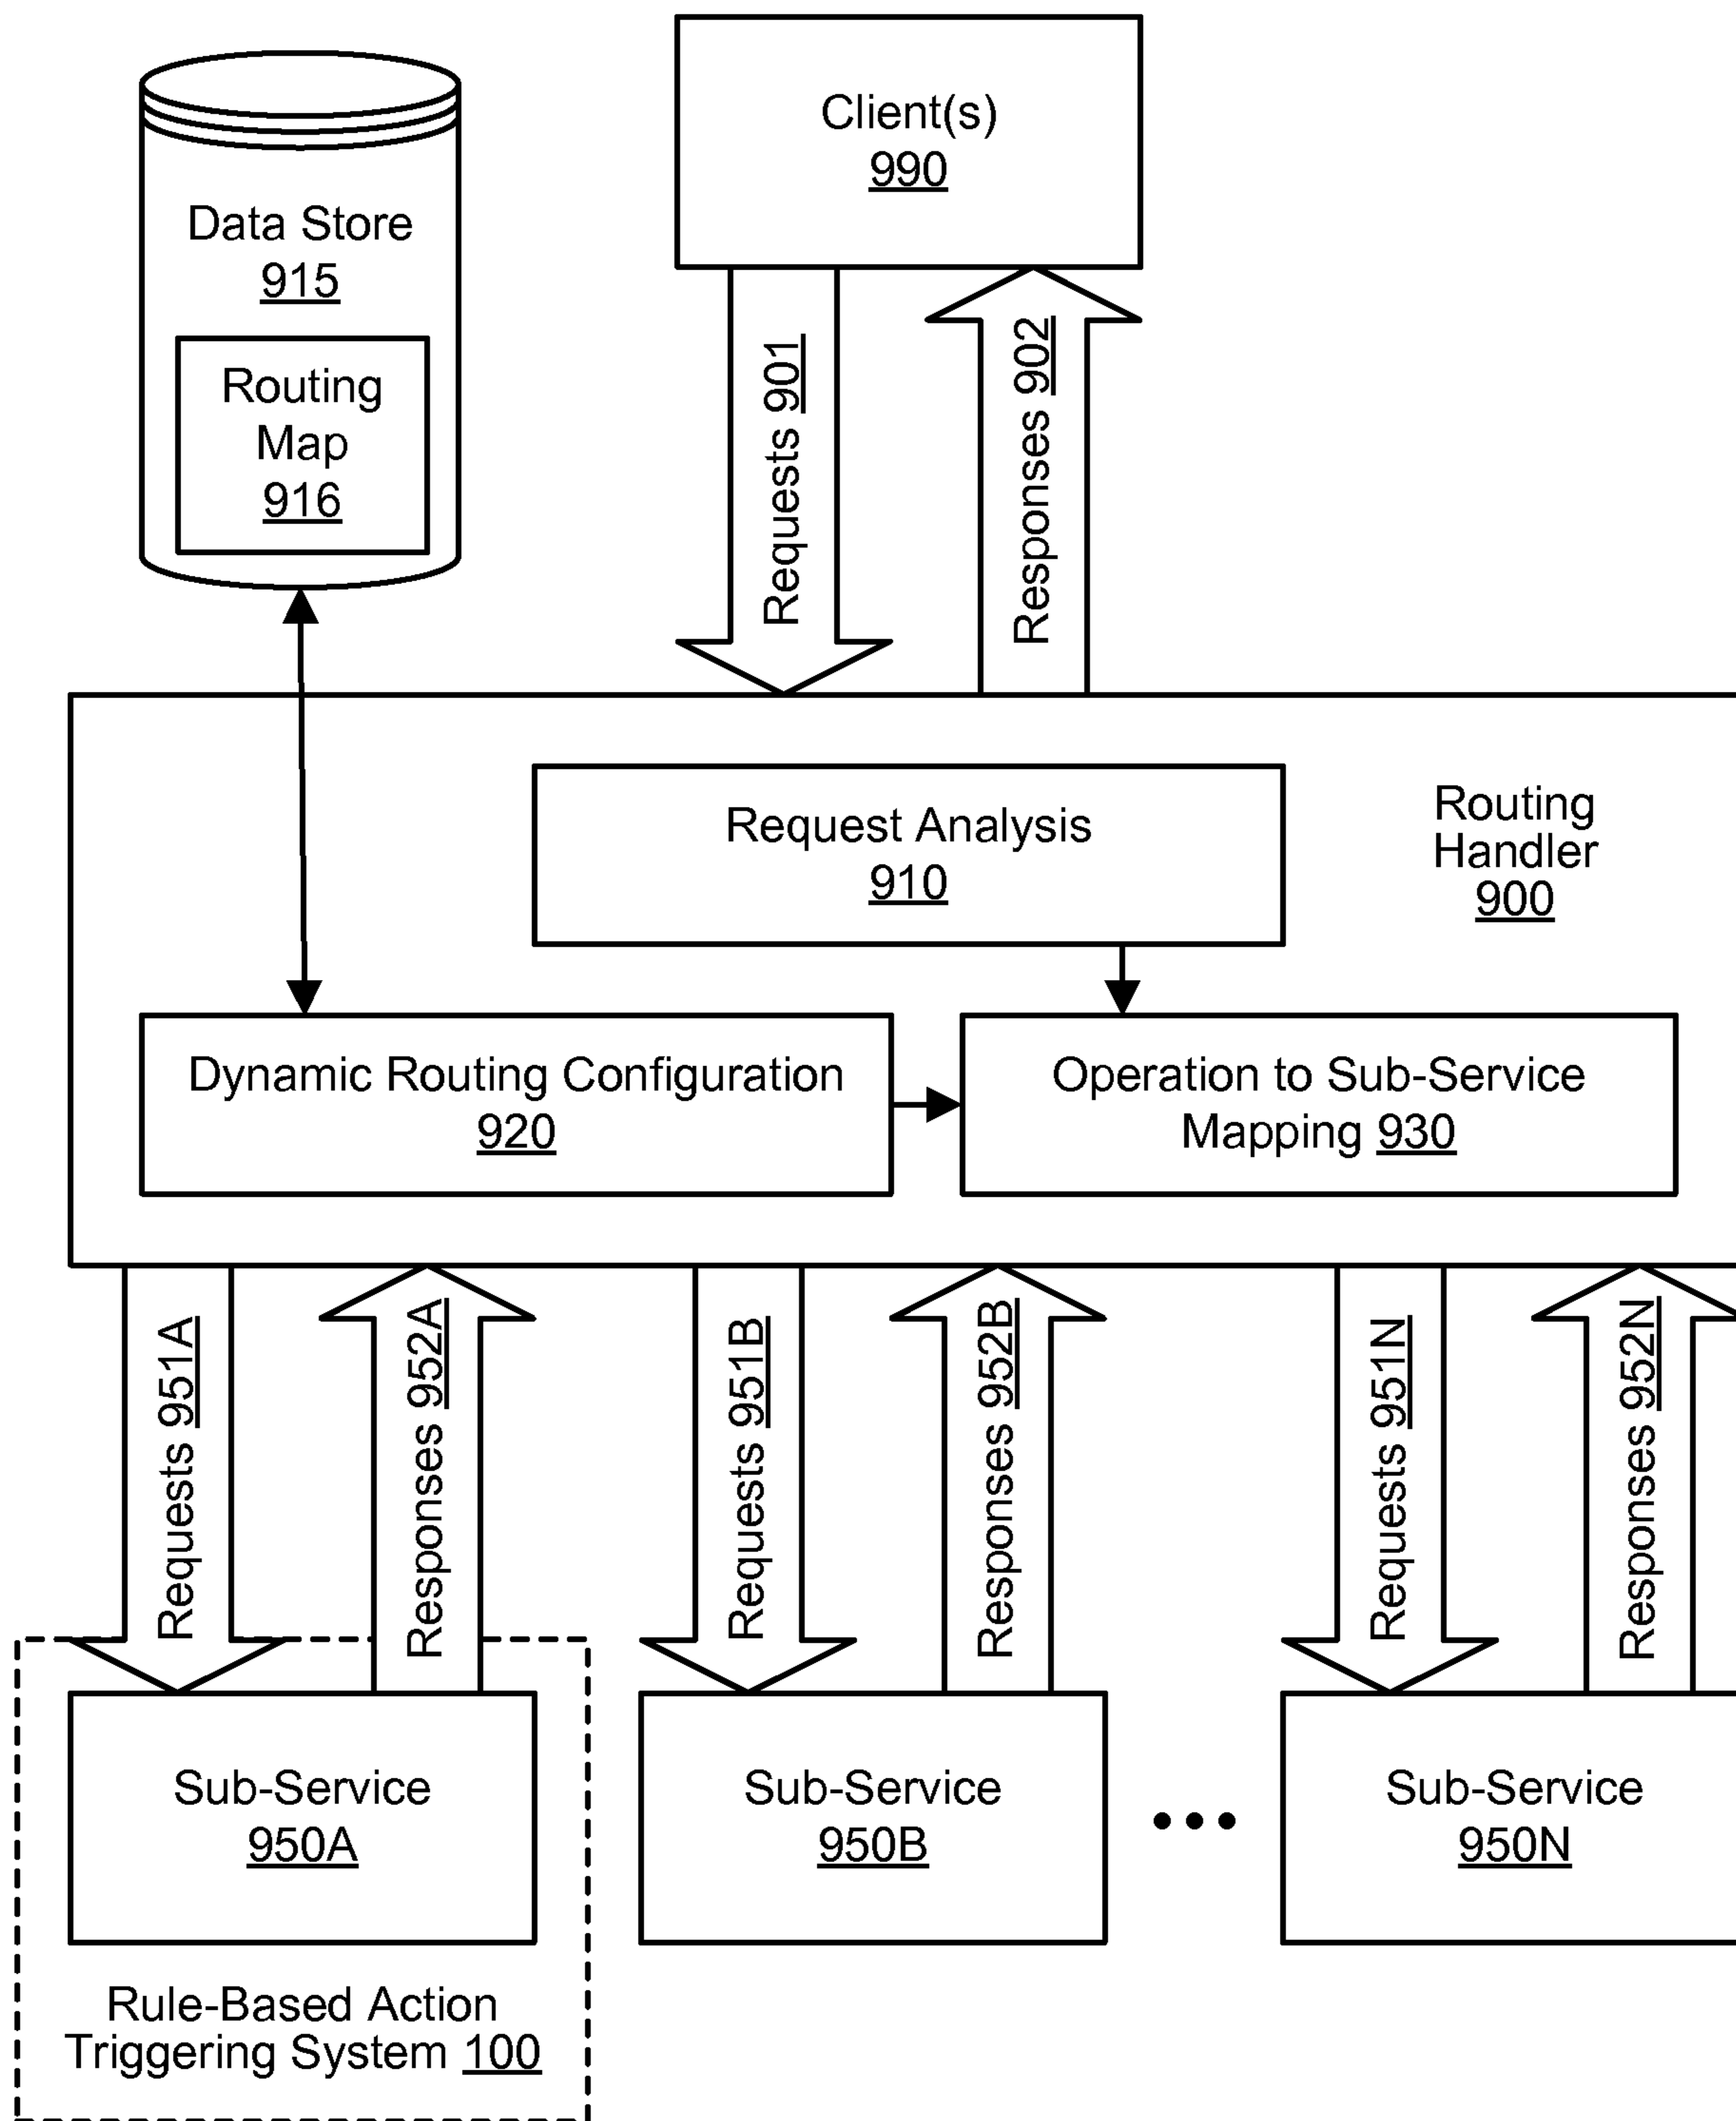 Client(s)
990
Data Store
915
Routing
Map
916
Requests 901
Responses 902
Request Analysis
910
Routing
Handler
900
Dynamic Routing Configuration
920
Operation to Sub-Service
Mapping 930
Requests 951A
Responses 952A
Requests 951B
Responses 952B
Requests 951N
Responses 952N
Sub-Service
950A
Sub-Service
950B
Sub-Service
950N
Rule-Based Action
Triggering System 100